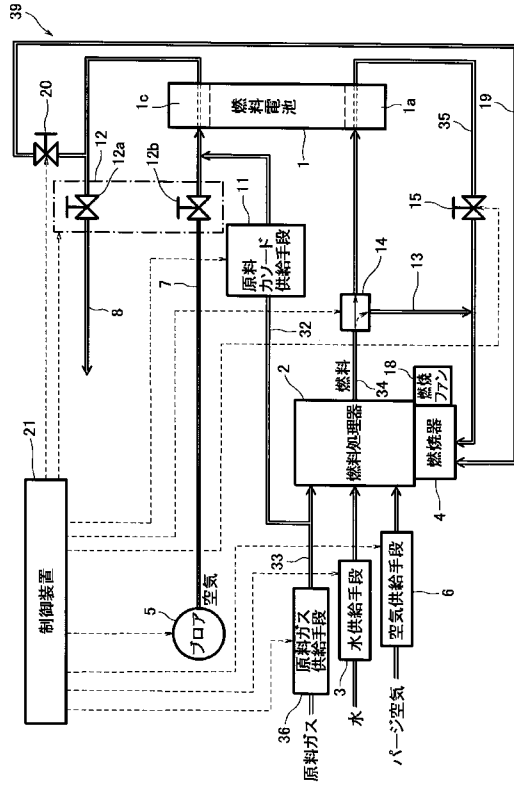 39
20
12
12a
12b
8
7
21
制御装置
5
ブロア
空気
11
原料
カソード
供給手段
32
1c
燃料電池
1a
1
35
19
15
14
13
燃料
34
2
燃料処理器
18
燃焼
ファン
燃焼器
4
33
原料ガス
供給手段
36
原料ガス
水供給手段
3
水
空気供給手段
6
パージ空気